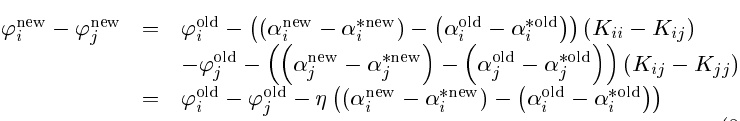 φ_i^new − φ_j^new = φ_i^old − ((α_i^new − α_i^*new) − (α_i^old − α_i^*old)) (K_ii − K_ij)
−φ_j^old − ((α_j^new − α_j^*new) − (α_j^old − α_j^*old)) (K_ij − K_jj)
= φ_i^old − φ_j^old − η ((α_i^new − α_i^*new) − (α_i^old − α_i^*old))